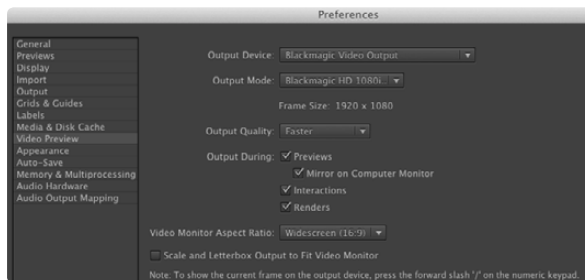 Preferences
General
Previews
Display
Import
Output
Grids & Guides
Labels
Media & Disk Cache
Video Preview
Appearance
Auto-Save
Memory & Multiprocessing
Audio Hardware
Audio Output Mapping
Output Device: Blackmagic Video Output
Output Mode: Blackmagic HD 1080i...
Frame Size: 1920 x 1080
Output Quality: Faster
Output During: Previews
Mirror on Computer Monitor
Interactions
Renders
Video Monitor Aspect Ratio: Widescreen (16:9)
Scale and Letterbox Output to Fit Video Monitor
Note: To show the current frame on the output device, press the forward slash "/" on the numeric keypad.